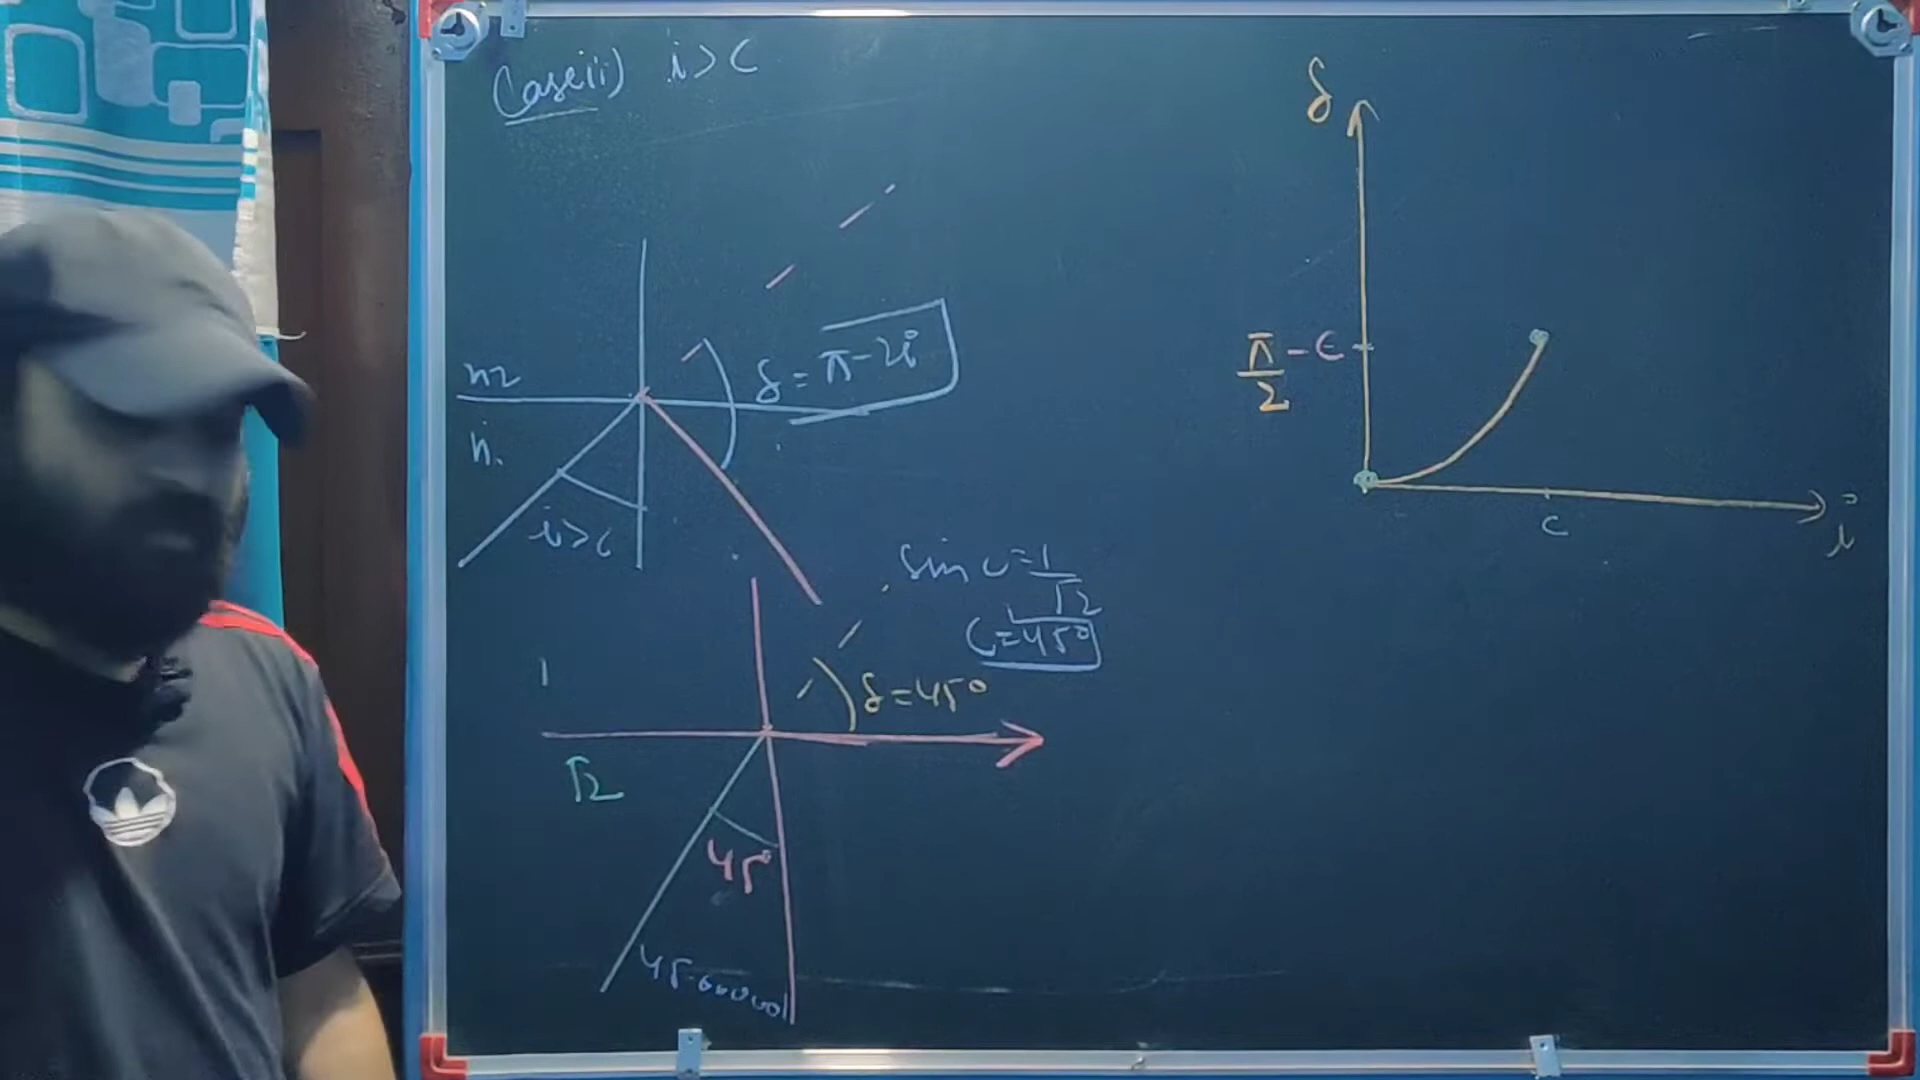 Case ii) i > c
n2
δ = π - 2i
n1
i > c
sin c = 1/√2
c = 45°
1
δ = 45°
√2
45°
45.00001
δ
π/2 - c
c
i